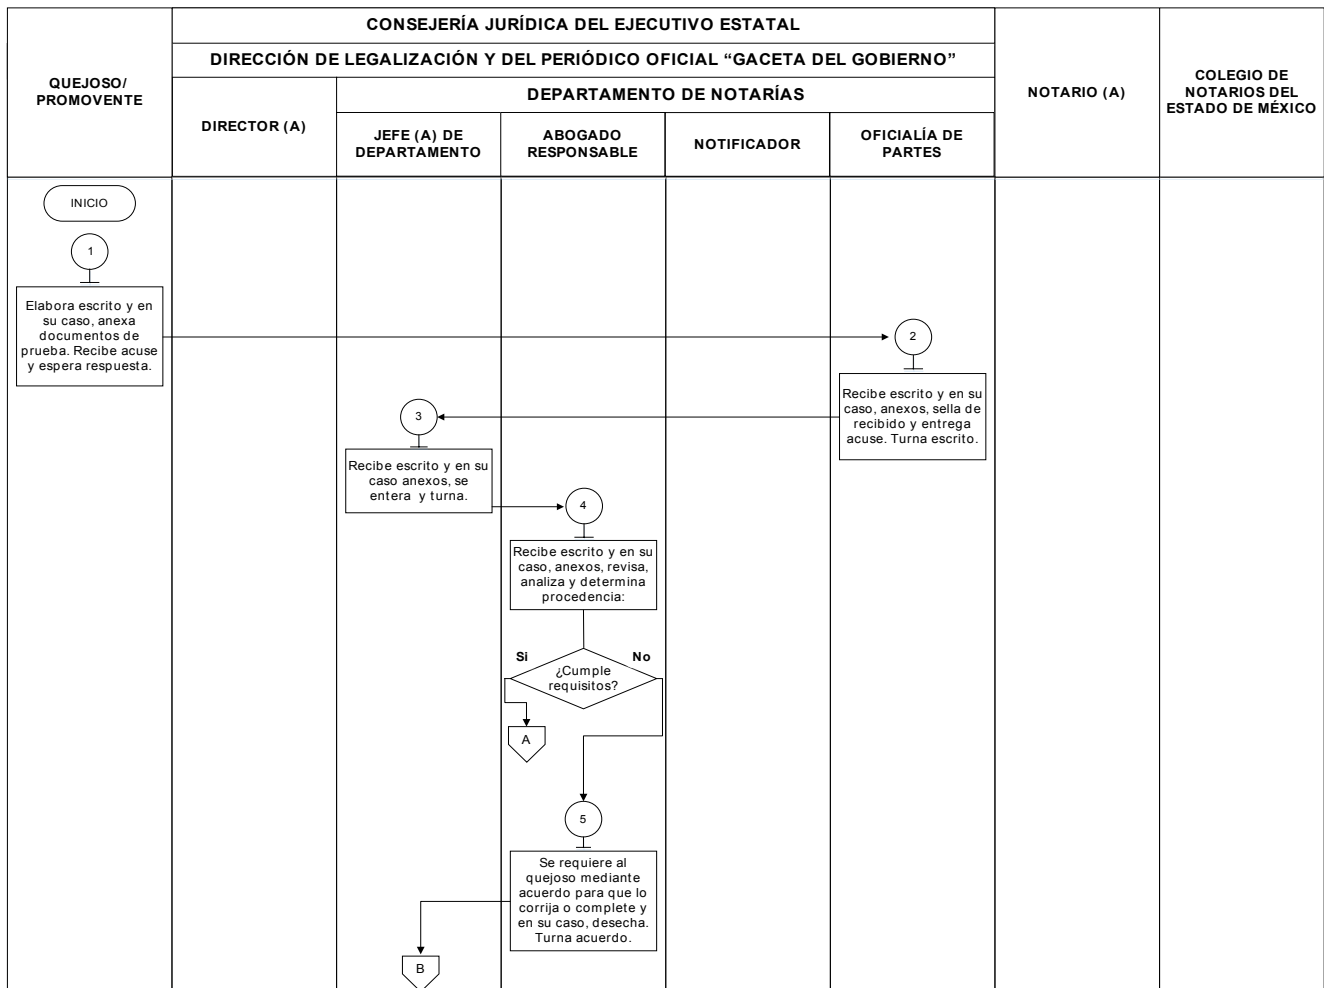 CONSEJERÍA JURÍDICA DEL EJECUTIVO ESTATAL
DIRECCIÓN DE LEGALIZACIÓN Y DEL PERIÓDICO OFICIAL “GACETA DEL GOBIERNO”
QUEJOSO/
PROMOVENTE
DIRECTOR (A)
DEPARTAMENTO DE NOTARÍAS
JEFE (A) DE
DEPARTAMENTO
ABOGADO
RESPONSABLE
NOTIFICADOR
OFICIALÍA DE
PARTES
NOTARIO (A)
COLEGIO DE
NOTARIOS DEL
ESTADO DE MÉXICO
INICIO
1
Elabora escrito y en
su caso, anexa
documentos de
prueba. Recibe acuse
y espera respuesta.
2
Recibe escrito y en su
caso, anexos, sella de
recibido y entrega
acuse. Turna escrito.
3
Recibe escrito y en su
caso anexos, se
entera y turna.
4
Recibe escrito y en su
caso, anexos, revisa,
analiza y determina
procedencia:
Si
No
¿Cumple
requisitos?
A
5
Se requiere al
quejoso mediante
acuerdo para que lo
corrija o complete y
en su caso, desecha.
Turna acuerdo.
B